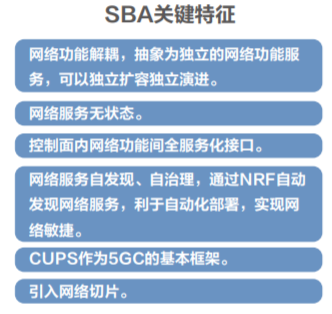 SBA关键特征
网络功能解耦，抽象为独立的网络功能服
务，可以独立扩容独立演进。
网络服务无状态。
控制面内网络功能间全服务化接口。
网络服务自发现、自治理，通过NRF自动
发现网络服务，利于自动化部署，实现网
络敏捷。
CUPS作为5GC的基本框架。
引入网络切片。